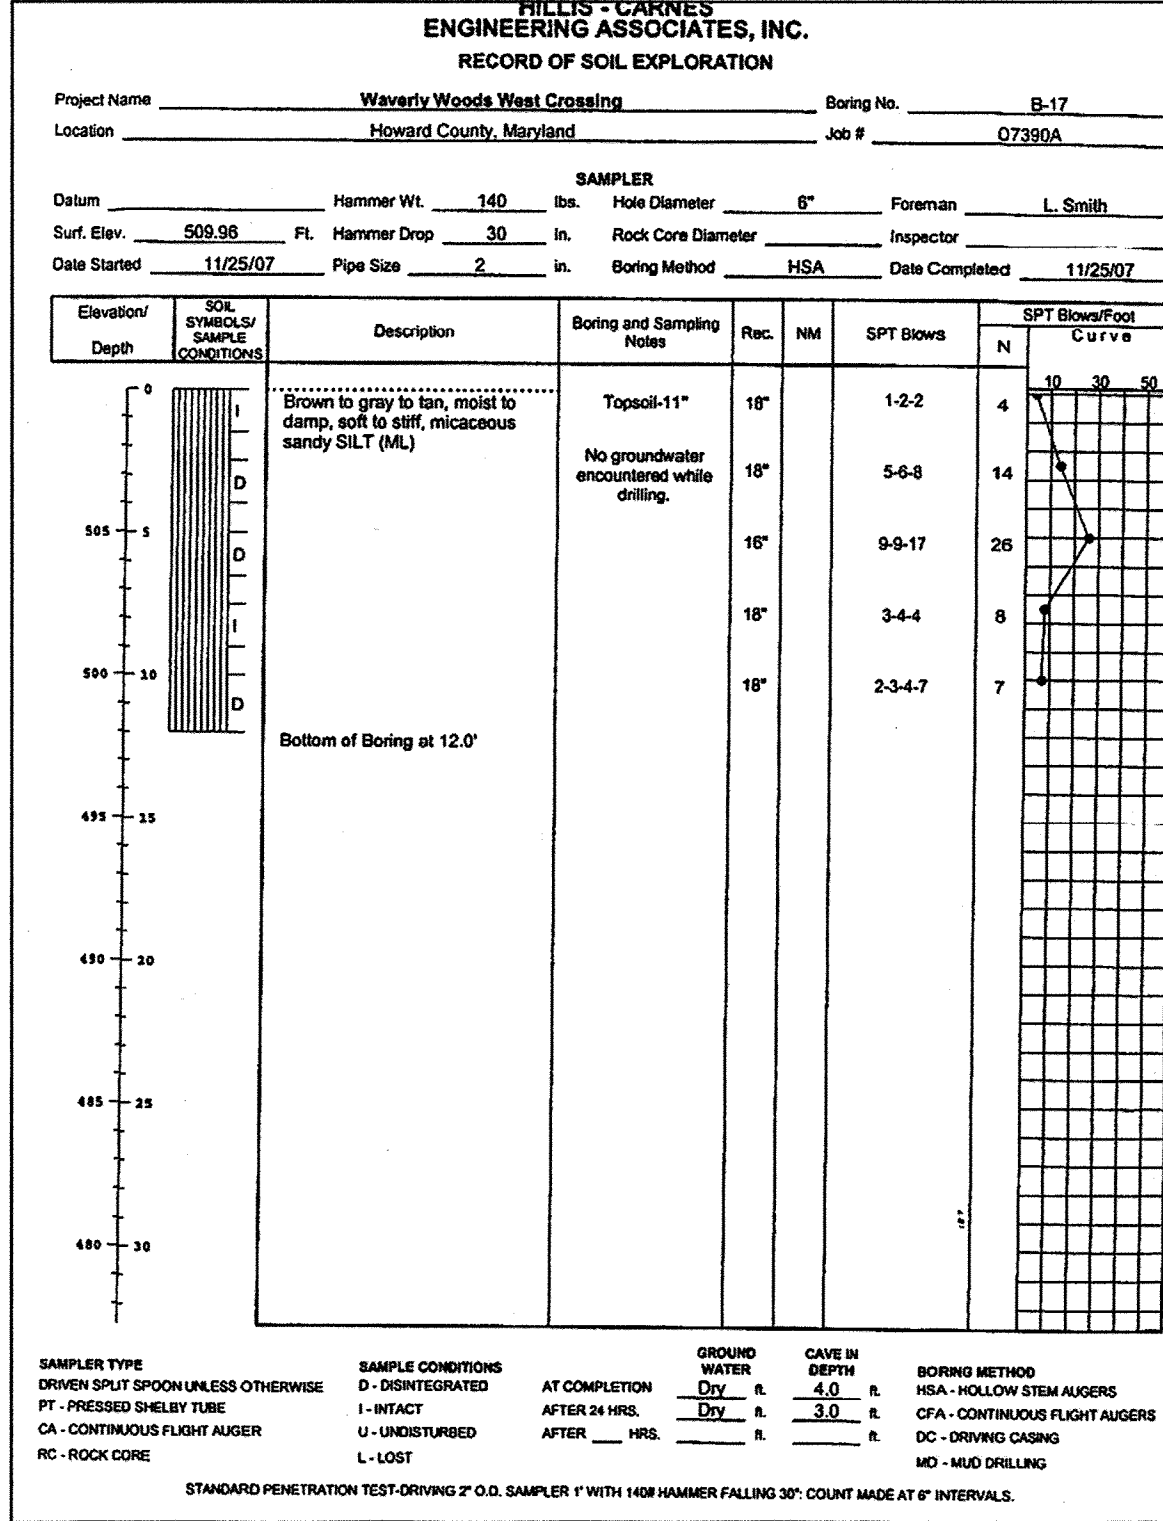 HILLIS - CARNES
ENGINEERING ASSOCIATES, INC.
RECORD OF SOIL EXPLORATION
Project Name Waverly Woods West Crossing Boring No. B-17
Location Howard County, Maryland Job # 07390A
SAMPLER
Datum Hammer Wt. 140 lbs. Hole Diameter 6" Foreman L. Smith
Surf. Elev. 509.96 Ft. Hammer Drop 30 in. Rock Core Diameter Inspector
Date Started 11/25/07 Pipe Size 2 in. Boring Method HSA Date Completed 11/25/07
Elevation/ Depth SOIL SYMBOLS/ SAMPLE CONDITIONS Description Boring and Sampling Notes Rec. NM SPT Blows SPT Blows/Foot
N Curve
10 30 50
0 I Brown to gray to tan, moist to Topsoil-11" 18" 1-2-2 4
damp, soft to stiff, micaceous
sandy SILT (ML)
No groundwater
D encountered while 18" 5-6-8 14
drilling.
505 5 D 16" 9-9-17 26
I 18" 3-4-4 8
500 10 D 18" 2-3-4-7 7
Bottom of Boring at 12.0'
495 15
490 20
485 25
480 30
SAMPLER TYPE SAMPLE CONDITIONS GROUND WATER CAVE IN DEPTH BORING METHOD
DRIVEN SPLIT SPOON UNLESS OTHERWISE D - DISINTEGRATED AT COMPLETION Dry ft. 4.0 ft. HSA - HOLLOW STEM AUGERS
PT - PRESSED SHELBY TUBE I - INTACT AFTER 24 HRS. Dry ft. 3.0 ft. CFA - CONTINUOUS FLIGHT AUGERS
CA - CONTINUOUS FLIGHT AUGER U - UNDISTURBED AFTER ___ HRS. ft. ft. DC - DRIVING CASING
RC - ROCK CORE L - LOST MD - MUD DRILLING
STANDARD PENETRATION TEST-DRIVING 2" O.D. SAMPLER 1' WITH 140# HAMMER FALLING 30": COUNT MADE AT 6" INTERVALS.